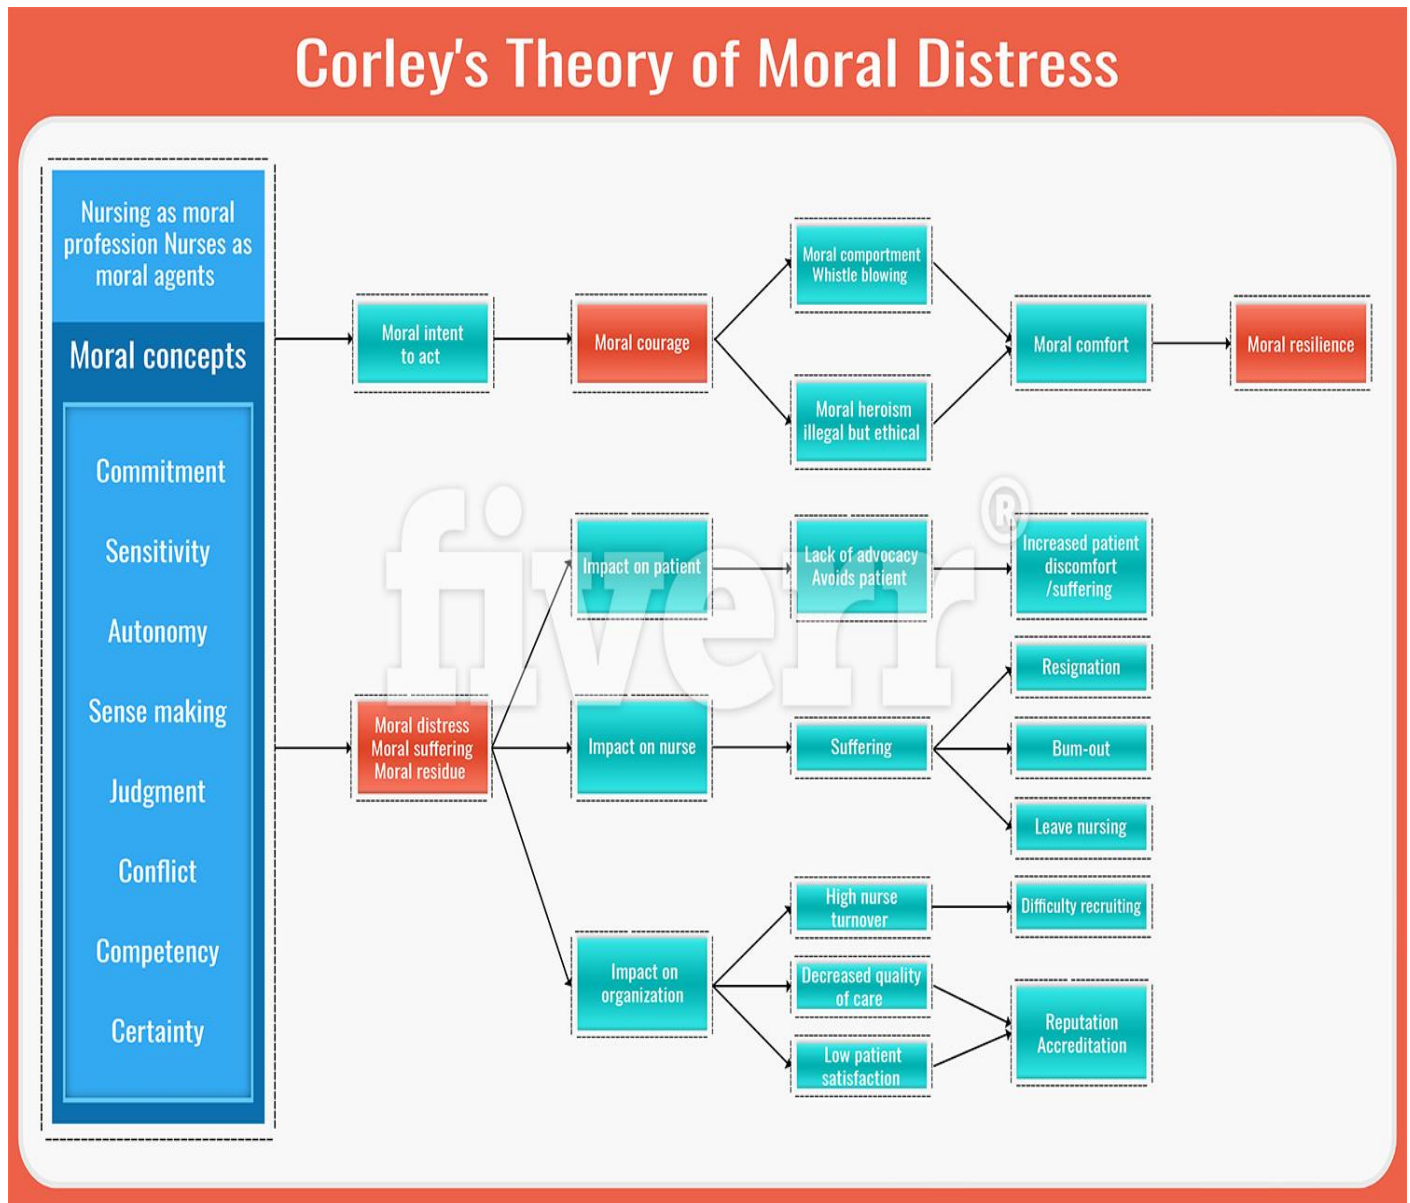 Corley's Theory of Moral Distress
Nursing as moral
profession Nurses as
moral agents
Moral concepts
Commitment
Sensitivity
Autonomy
Sense making
Judgment
Conflict
Competency
Certainty
Moral intent
to act
Moral courage
Moral comportment
Whistle blowing
Moral heroism
illegal but ethical
Moral comfort
Moral resilience
Moral distress
Moral suffering
Moral residue
Impact on patient
Lack of advocacy
Avoids patient
Increased patient
discomfort
/suffering
Impact on nurse
Suffering
Resignation
Bum-out
Leave nursing
Impact on
organization
High nurse
turnover
Difficulty recruiting
Decreased quality
of care
Low patient
satisfaction
Reputation
Accreditation
fiverr®